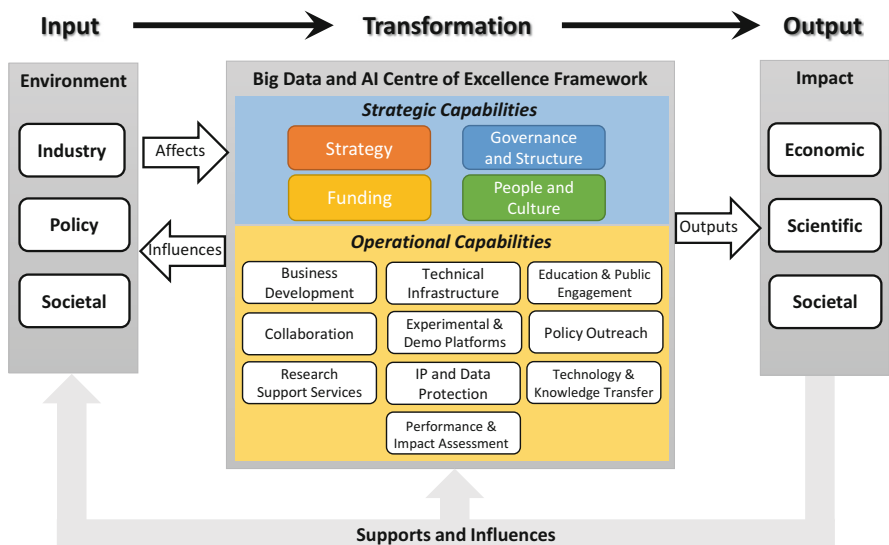 Input
Transformation
Output
Environment
Industry
Policy
Societal
Affects
Influences
Big Data and AI Centre of Excellence Framework
Strategic Capabilities
Strategy
Governance
and Structure
Funding
People and
Culture
Operational Capabilities
Business
Development
Technical
Infrastructure
Education & Public
Engagement
Collaboration
Experimental &
Demo Platforms
Policy Outreach
Research
Support Services
IP and Data
Protection
Technology &
Knowledge Transfer
Performance &
Impact Assessment
Outputs
Impact
Economic
Scientific
Societal
Supports and Influences